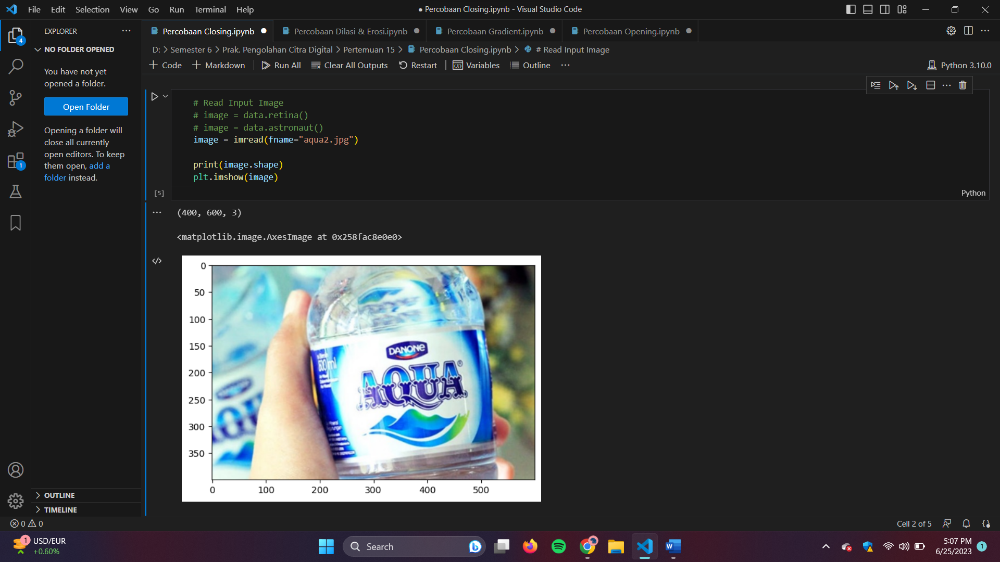 File Edit Selection View Go Run Terminal Help
● Percobaan Closing.ipynb - Visual Studio Code
EXPLORER
Percobaan Closing.ipynb
Percobaan Dilasi & Erosi.ipynb
Percobaan Gradient.ipynb
Percobaan Opening.ipynb
NO FOLDER OPENED
D: > Semester 6 > Prak. Pengolahan Citra Digital > Pertemuan 15 > Percobaan Closing.ipynb > # Read Input Image
+ Code + Markdown Run All Clear All Outputs Restart Variables Outline ...
Python 3.10.0
You have not yet
opened a folder.
Open Folder
Opening a folder will
close all currently
open editors. To keep
them open, add a
folder instead.
# Read Input Image
# image = data.retina()
# image = data.astronaut()
image = imread(fname="aqua2.jpg")
print(image.shape)
plt.imshow(image)
[5]
Python
(400, 600, 3)
<matplotlib.image.AxesImage at 0x258fac8e0e0>
0
50
100
150
200
250
300
350
0 100 200 300 400 500
DANONE
AQUA®
600 ml
AQUA
OUTLINE
TIMELINE
4
1
0 0
Cell 2 of 5
1
USD/EUR
+0.60%
Search
5:07 PM
6/25/2023
1